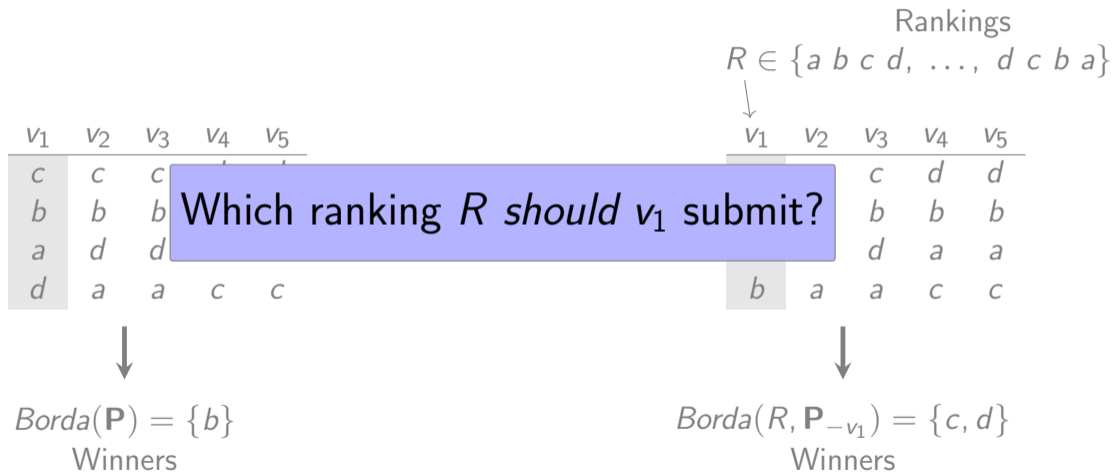 Rankings
R ∈ {a b c d, ..., d c b a}
v₁ v₂ v₃ v₄ v₅
c c c
b b b
a d d
d a a c c
Borda(P) = {b}
Winners
Which ranking R should v₁ submit?
v₁ v₂ v₃ v₄ v₅
c d d
b b b
d a a
b a a c c
Borda(R, P₋ᵥ₁) = {c, d}
Winners